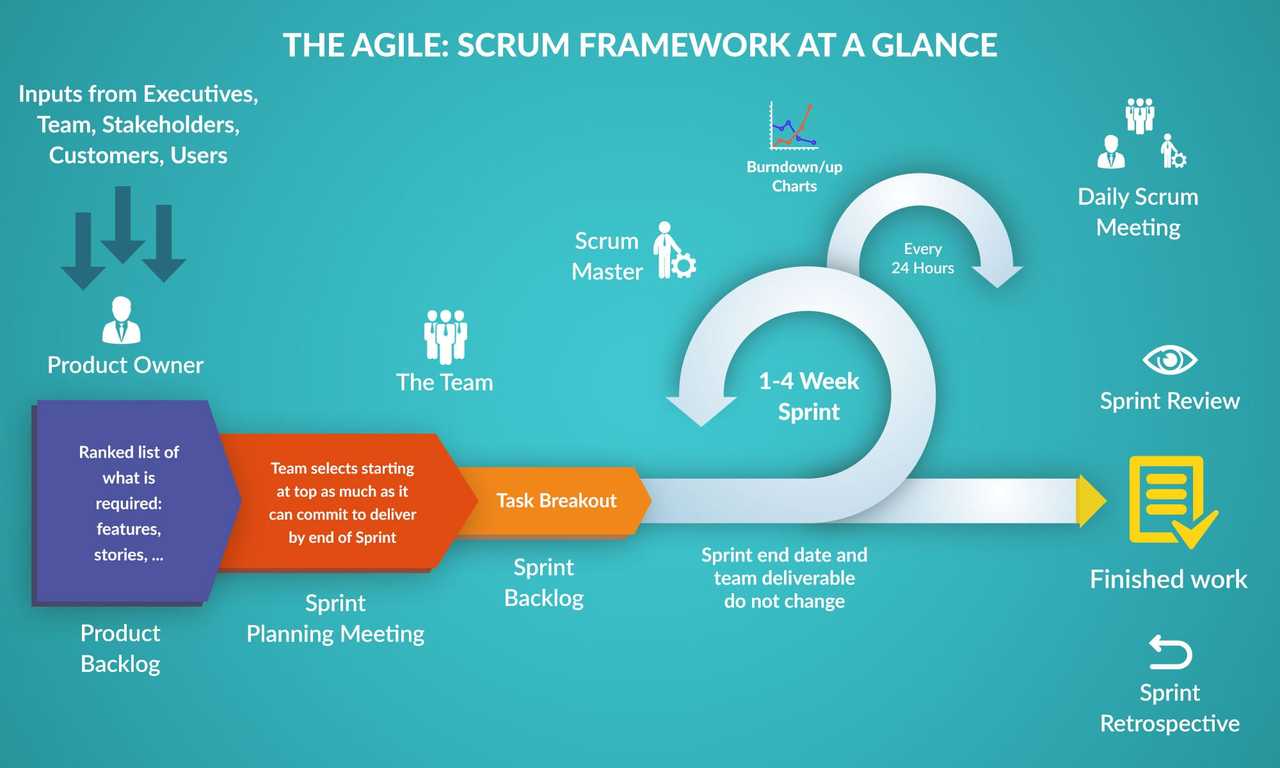 THE AGILE: SCRUM FRAMEWORK AT A GLANCE
Inputs from Executives,
Team, Stakeholders,
Customers, Users
Product Owner
Ranked list of
what is
required:
features,
stories, ...
Product
Backlog
The Team
Team selects starting
at top as much as it
can commit to deliver
by end of Sprint
Sprint
Planning Meeting
Task Breakout
Sprint
Backlog
Scrum
Master
Burndown/up
Charts
Every
24 Hours
1-4 Week
Sprint
Sprint end date and
team deliverable
do not change
Daily Scrum
Meeting
Sprint Review
Finished work
Sprint
Retrospective